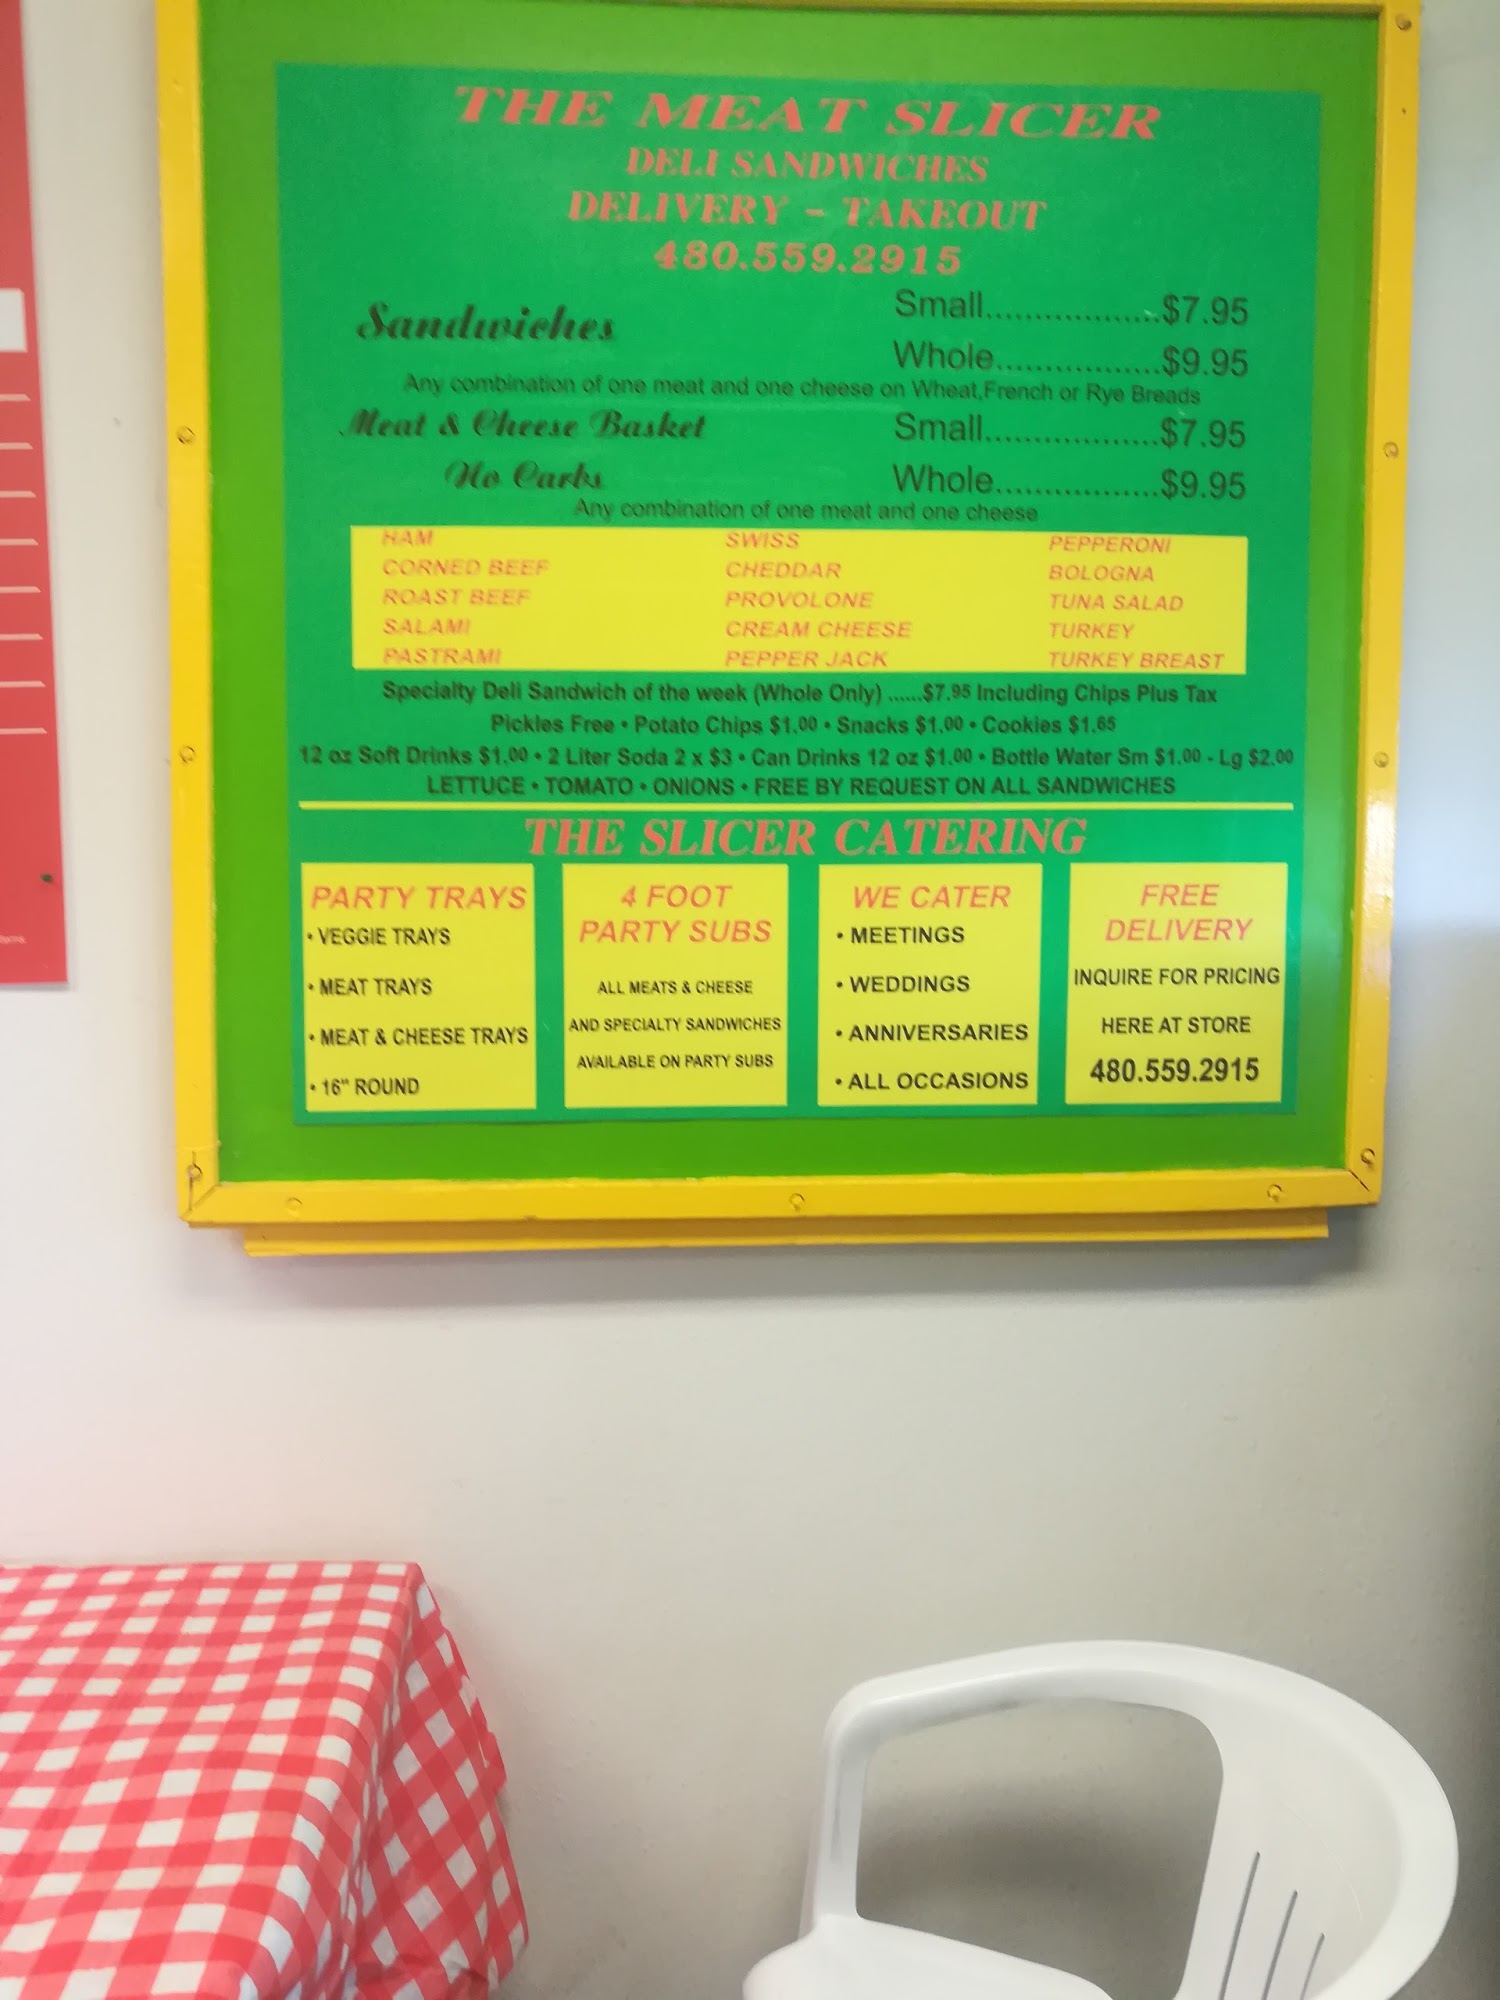 THE MEAT SLICER
DELI SANDWICHES
DELIVERY - TAKEOUT
480.559.2915
Sandwiches
Small..................$7.95
Whole.................$9.95
Any combination of one meat and one cheese on Wheat,French or Rye Breads
Meat & Cheese Basket
Small..................$7.95
No Carbs
Whole.................$9.95
Any combination of one meat and one cheese
HAM SWISS PEPPERONI
CORNED BEEF CHEDDAR BOLOGNA
ROAST BEEF PROVOLONE TUNA SALAD
SALAMI CREAM CHEESE TURKEY
PASTRAMI PEPPER JACK TURKEY BREAST
Specialty Deli Sandwich of the week (Whole Only) ......$7.95 Including Chips Plus Tax
Pickles Free • Potato Chips $1.00 • Snacks $1.00 • Cookies $1.65
12 oz Soft Drinks $1.00 • 2 Liter Soda 2 x $3 • Can Drinks 12 oz $1.00 • Bottle Water Sm $1.00 - Lg $2.00
LETTUCE • TOMATO • ONIONS • FREE BY REQUEST ON ALL SANDWICHES
THE SLICER CATERING
PARTY TRAYS
• VEGGIE TRAYS
• MEAT TRAYS
• MEAT & CHEESE TRAYS
• 16" ROUND
4 FOOT
PARTY SUBS
ALL MEATS & CHEESE
AND SPECIALTY SANDWICHES
AVAILABLE ON PARTY SUBS
WE CATER
• MEETINGS
• WEDDINGS
• ANNIVERSARIES
• ALL OCCASIONS
FREE
DELIVERY
INQUIRE FOR PRICING
HERE AT STORE
480.559.2915